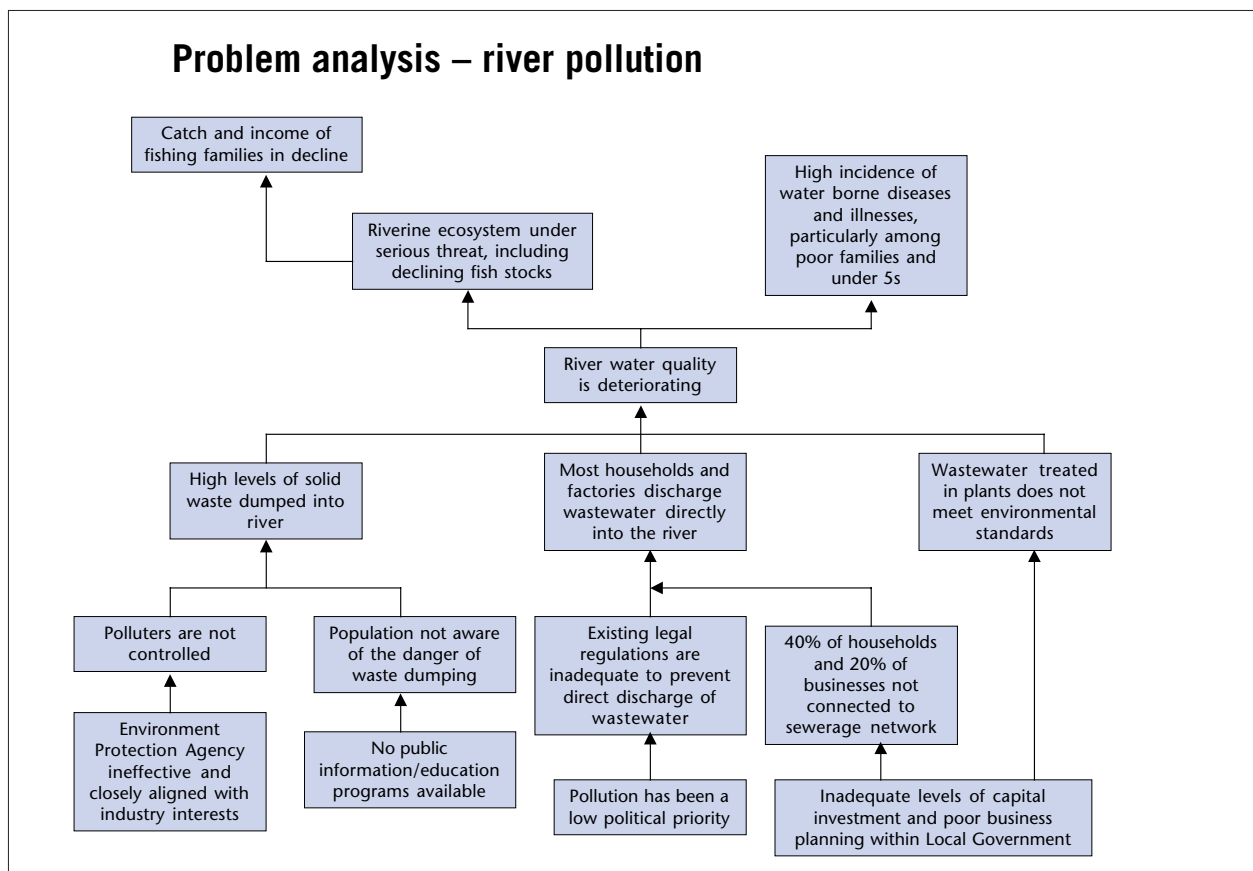 Problem analysis – river pollution
Catch and income of
fishing families in decline
High incidence of
water borne diseases
and illnesses,
particularly among
poor families and
under 5s
Riverine ecosystem under
serious threat, including
declining fish stocks
River water quality
is deteriorating
High levels of solid
waste dumped into
river
Most households and
factories discharge
wastewater directly
into the river
Wastewater treated
in plants does not
meet environmental
standards
Polluters are not
controlled
Population not aware
of the danger of
waste dumping
Existing legal
regulations are
inadequate to prevent
direct discharge of
wastewater
40% of households
and 20% of
businesses not
connected to
sewerage network
Environment
Protection Agency
ineffective and
closely aligned with
industry interests
No public
information/education
programs available
Pollution has been a
low political priority
Inadequate levels of capital
investment and poor business
planning within Local Government